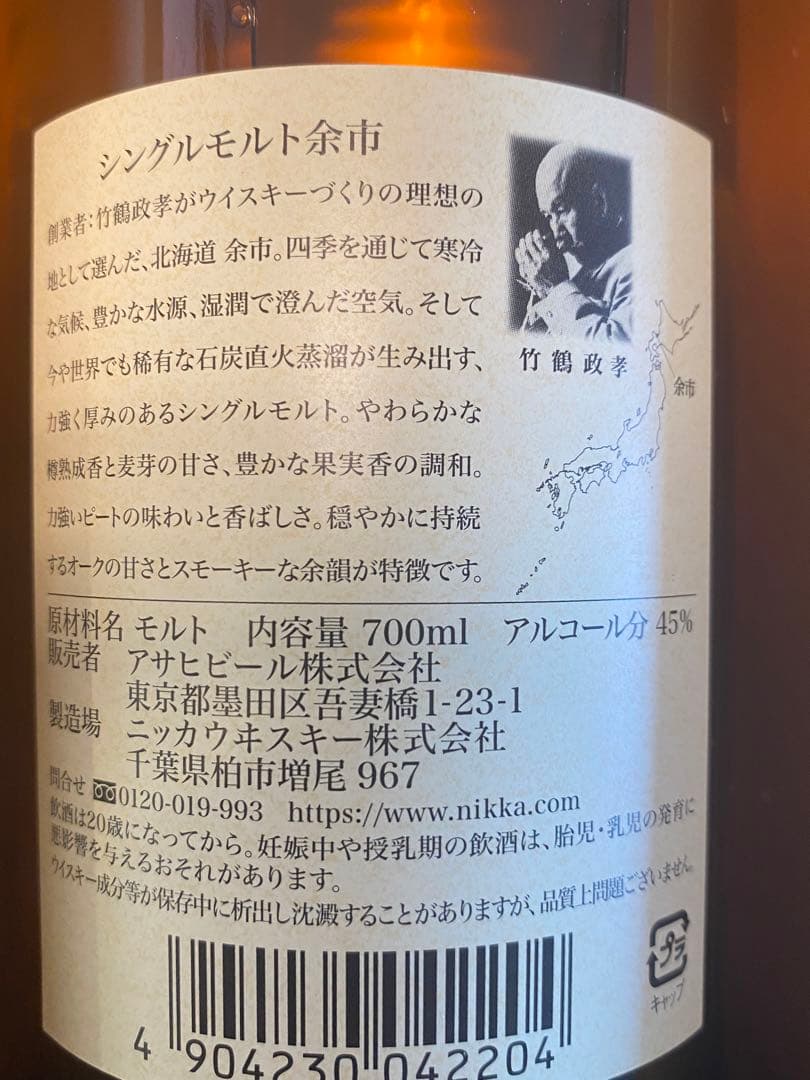 シングルモルト余市
創業者:竹鶴政孝がウイスキーづくりの理想の
地として選んだ、北海道 余市。四季を通じて寒冷
な気候、豊かな水源、湿潤で澄んだ空気。そして
今や世界でも稀有な石炭直火蒸溜が生み出す、
力強く厚みのあるシングルモルト。やわらかな
樽熟成香と麦芽の甘さ、豊かな果実香の調和。
力強いピートの味わいと香ばしさ。穏やかに持続
するオークの甘さとスモーキーな余韻が特徴です。
竹鶴政孝
余市
原材料名 モルト 内容量 700ml アルコール分 45%
販売者 アサヒビール株式会社
東京都墨田区吾妻橋1-23-1
製造場 ニッカウヰスキー株式会社
千葉県柏市増尾 967
問合せ 0120-019-993 https://www.nikka.com
飲酒は20歳になってから。妊娠中や授乳期の飲酒は、胎児・乳児の発育に
悪影響を与えるおそれがあります。
ウイスキー成分等が保存中に析出し沈澱することがありますが、品質上問題ございません。
プラ
キャップ
4 904230 042204